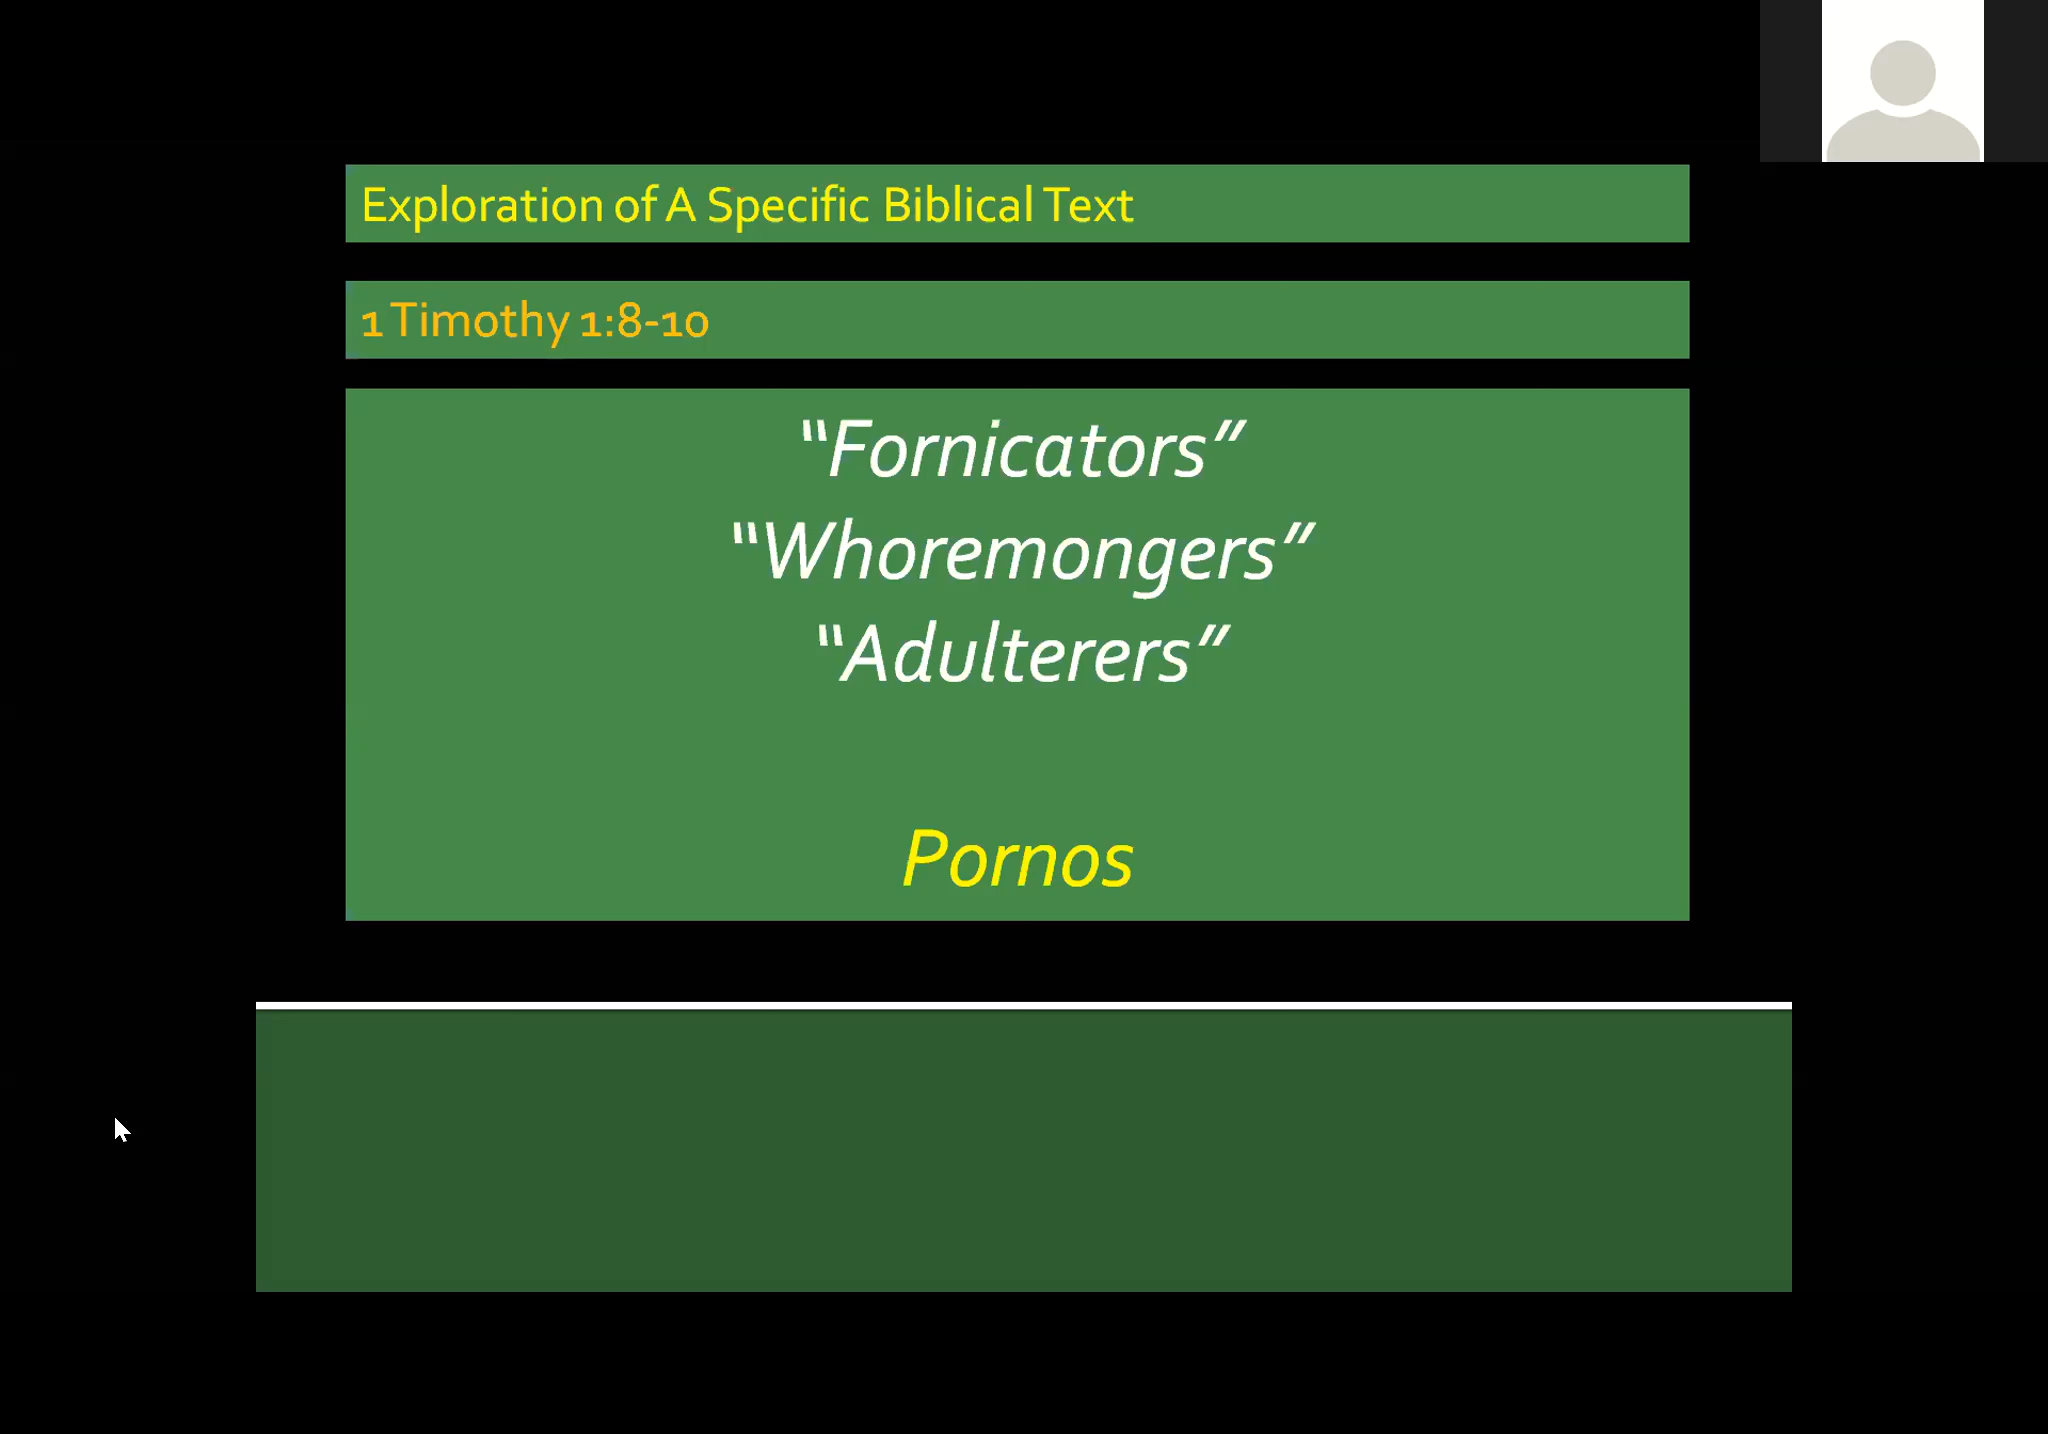 Exploration of A Specific Biblical Text
1 Timothy 1:8-10
“Fornicators”
“Whoremongers”
“Adulterers”
Pornos